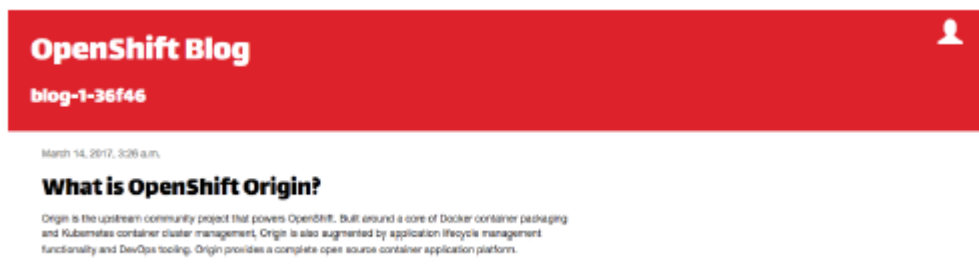 OpenShift Blog
blog-1-36f46
March 14, 2017, 3:26 a.m.
What is OpenShift Origin?
Origin is the upstream community project that powers OpenShift. Built around a core of Docker container packaging
and Kubernetes container cluster management, Origin is also augmented by application lifecycle management
functionality and DevOps tooling. Origin provides a complete open source container application platform.